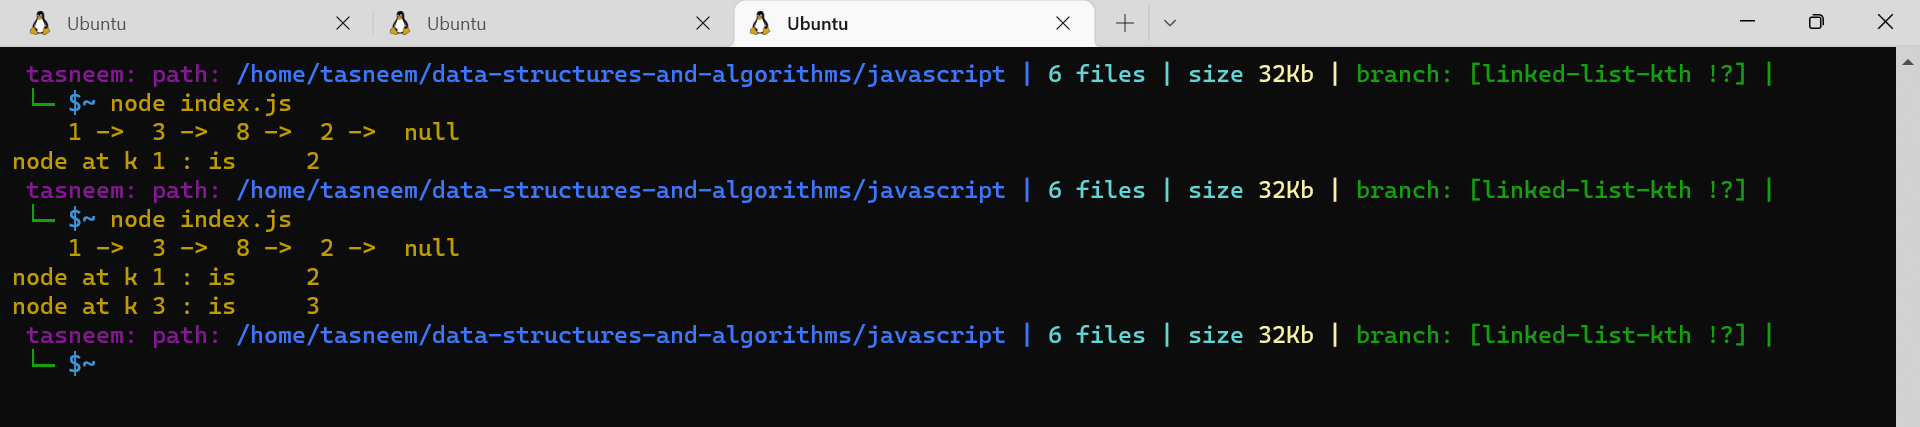 Ubuntu
Ubuntu
Ubuntu
tasneem: path: /home/tasneem/data-structures-and-algorithms/javascript | 6 files | size 32Kb | branch: [linked-list-kth !?] |
└─ $~ node index.js
1 -> 3 -> 8 -> 2 -> null
node at k 1 : is 2
tasneem: path: /home/tasneem/data-structures-and-algorithms/javascript | 6 files | size 32Kb | branch: [linked-list-kth !?] |
└─ $~ node index.js
1 -> 3 -> 8 -> 2 -> null
node at k 1 : is 2
node at k 3 : is 3
tasneem: path: /home/tasneem/data-structures-and-algorithms/javascript | 6 files | size 32Kb | branch: [linked-list-kth !?] |
└─ $~